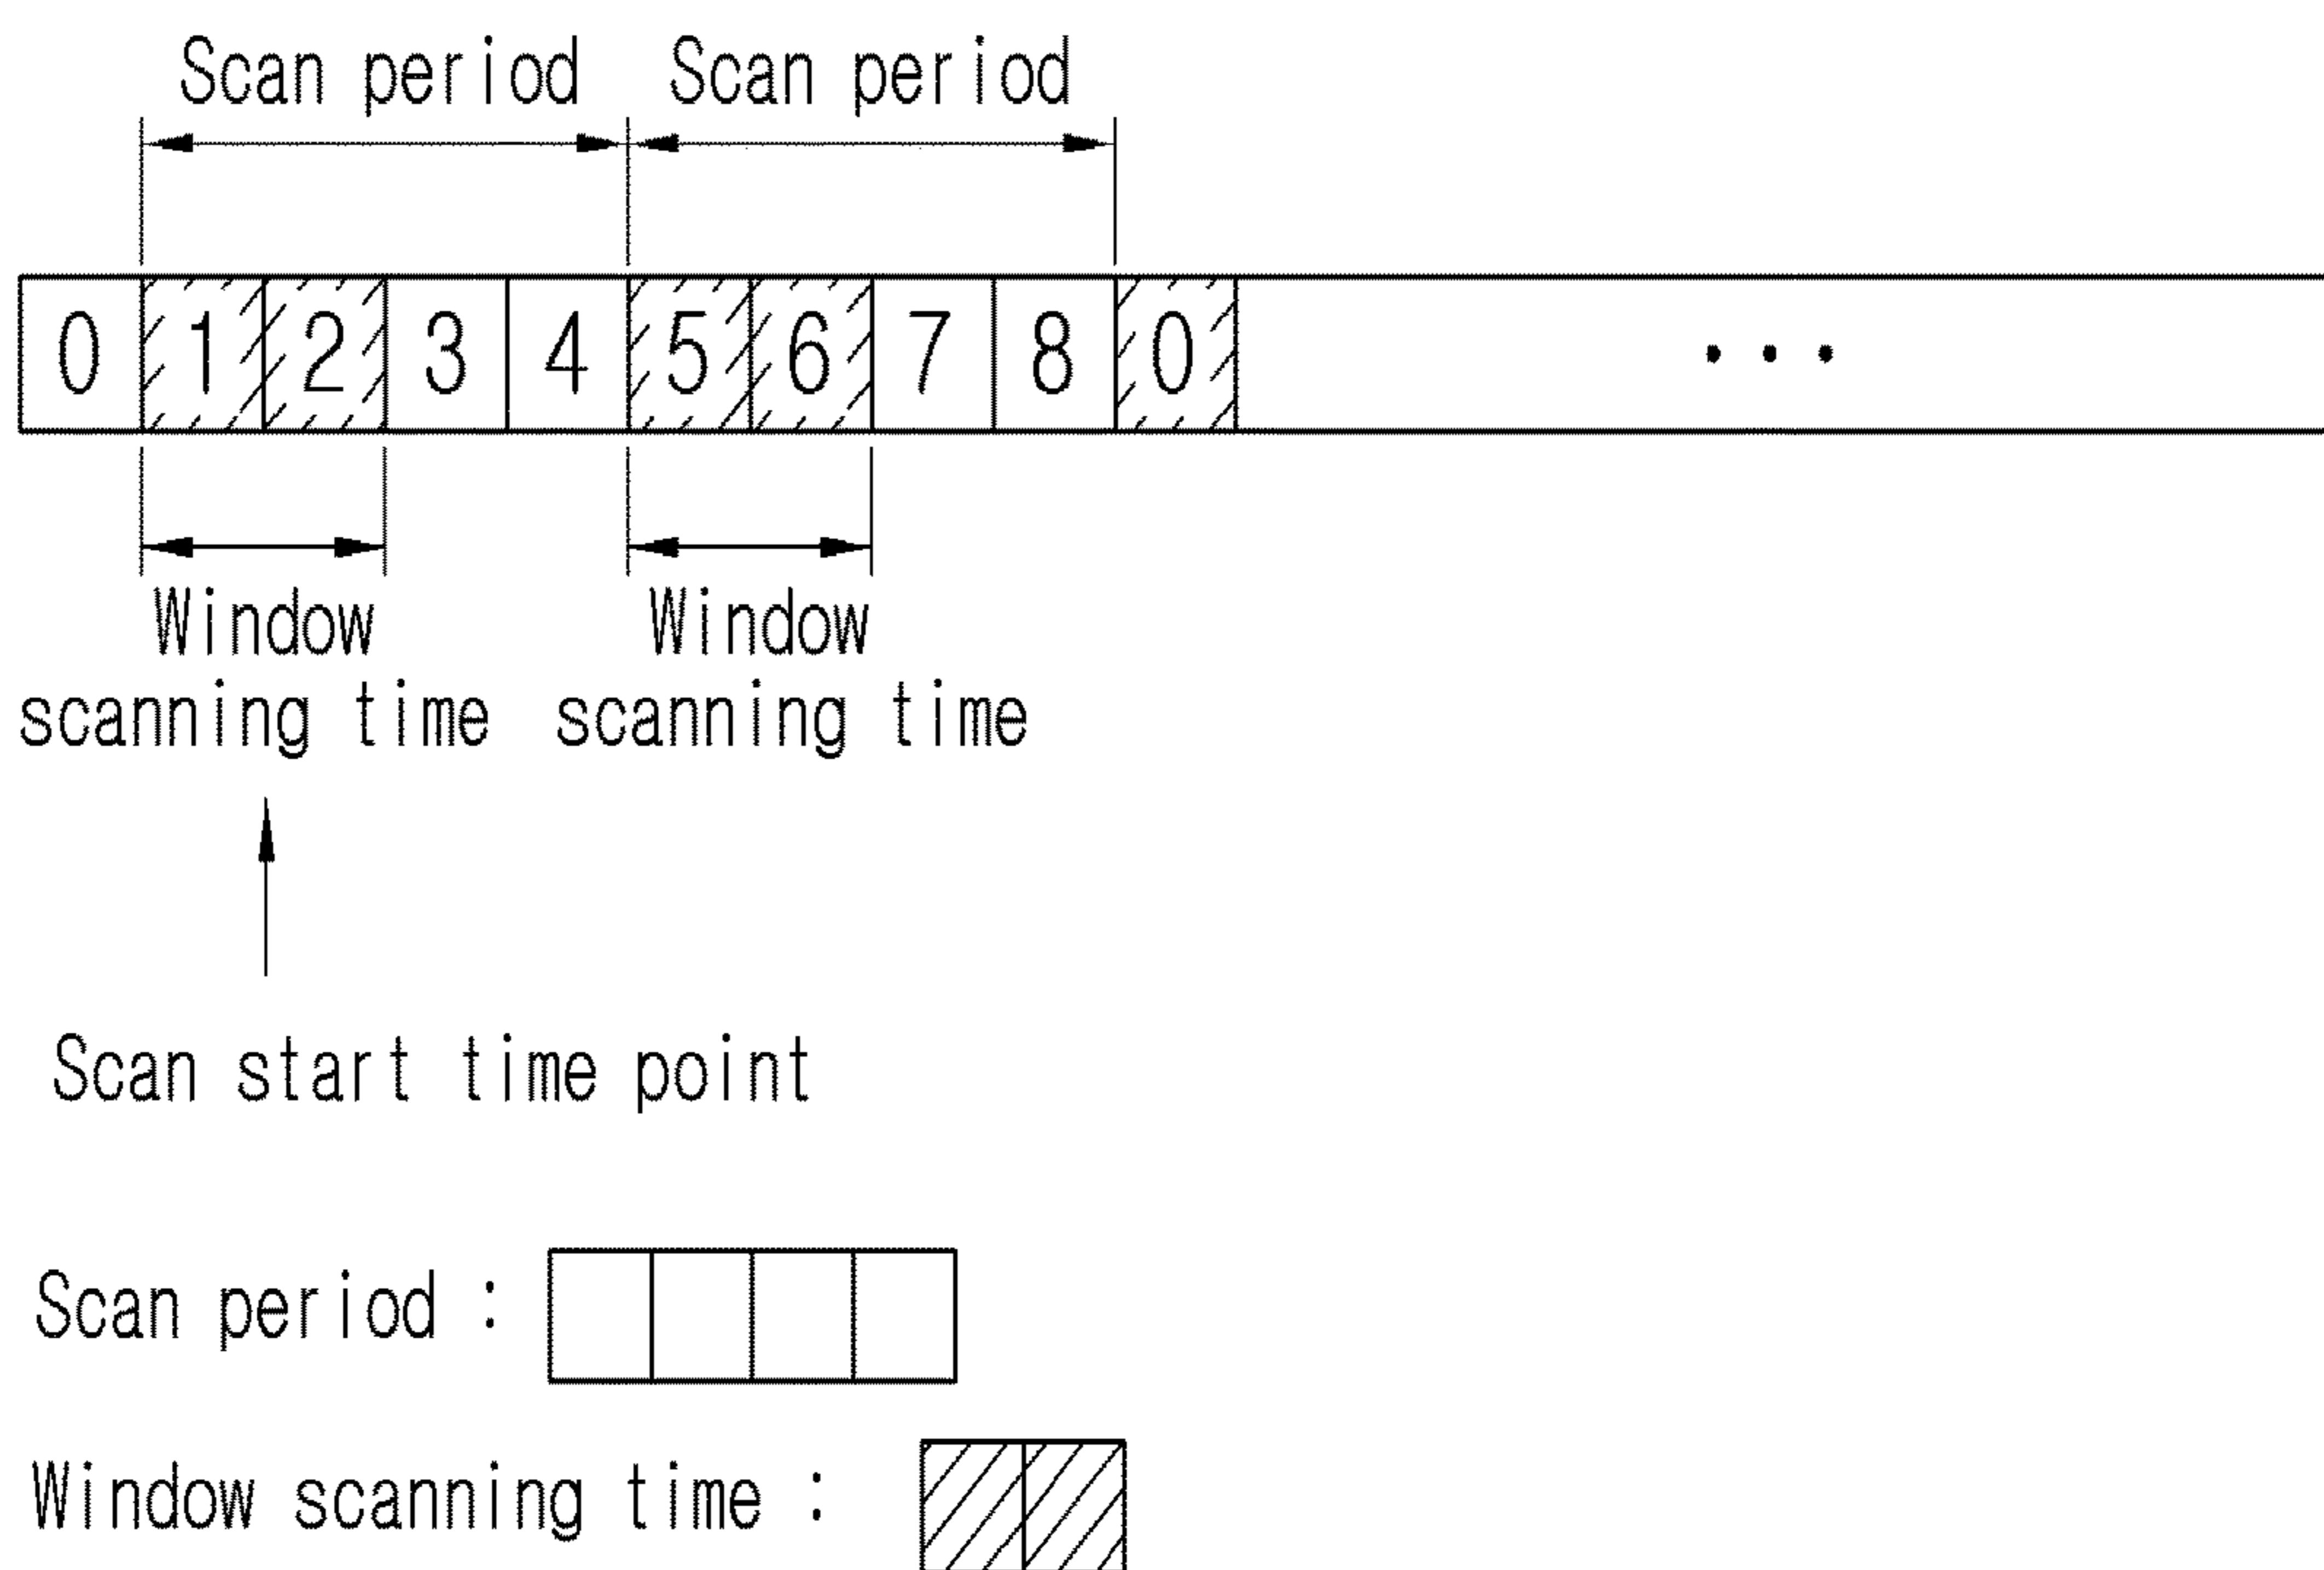 Scan period Scan period
0 1 2 3 4 5 6 7 8 0 ...
Window Window
scanning time scanning time
Scan start time point
Scan period :
Window scanning time :